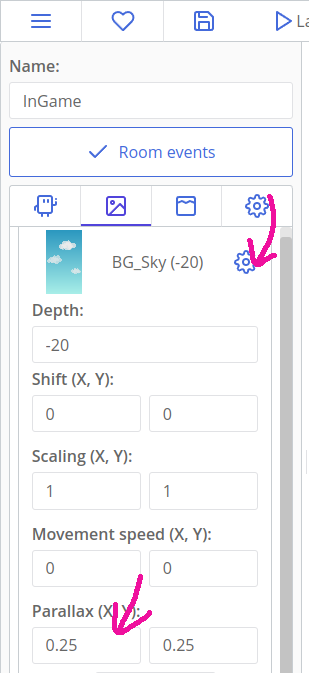 La
Name:
InGame
Room events
BG_Sky (-20)
Depth:
-20
Shift (X, Y):
0 0
Scaling (X, Y):
1 1
Movement speed (X, Y):
0 0
Parallax (X, Y):
0.25 0.25